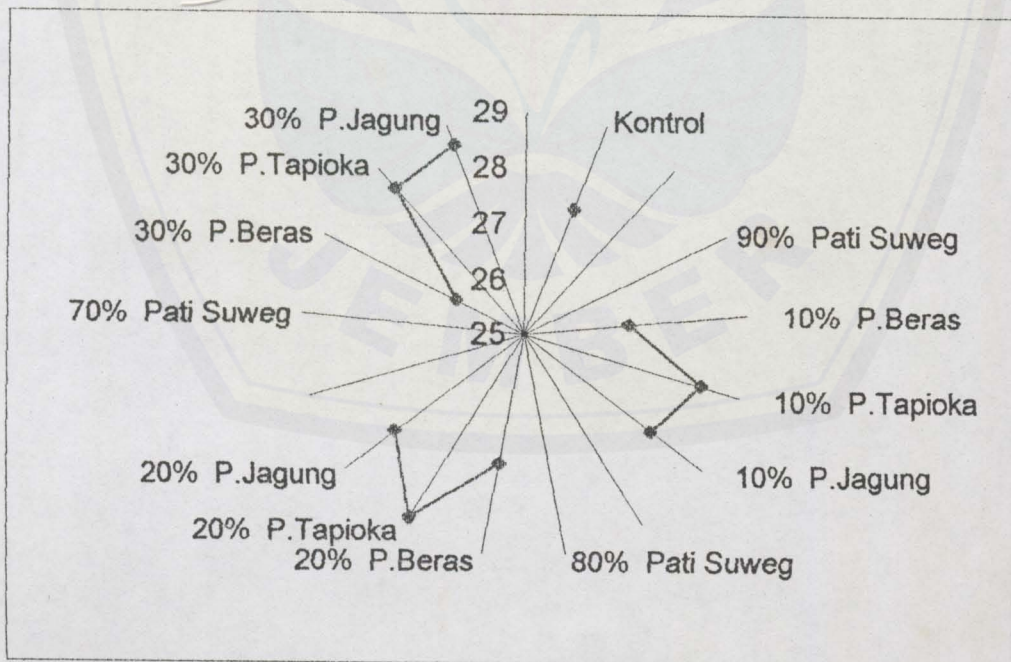 29
30% P.Jagung
Kontrol
28
30% P.Tapioka
27
30% P.Beras
90% Pati Suweg
26
70% Pati Suweg
10% P.Beras
25
10% P.Tapioka
20% P.Jagung
10% P.Jagung
20% P.Tapioka
20% P.Beras
80% Pati Suweg
JEMBER